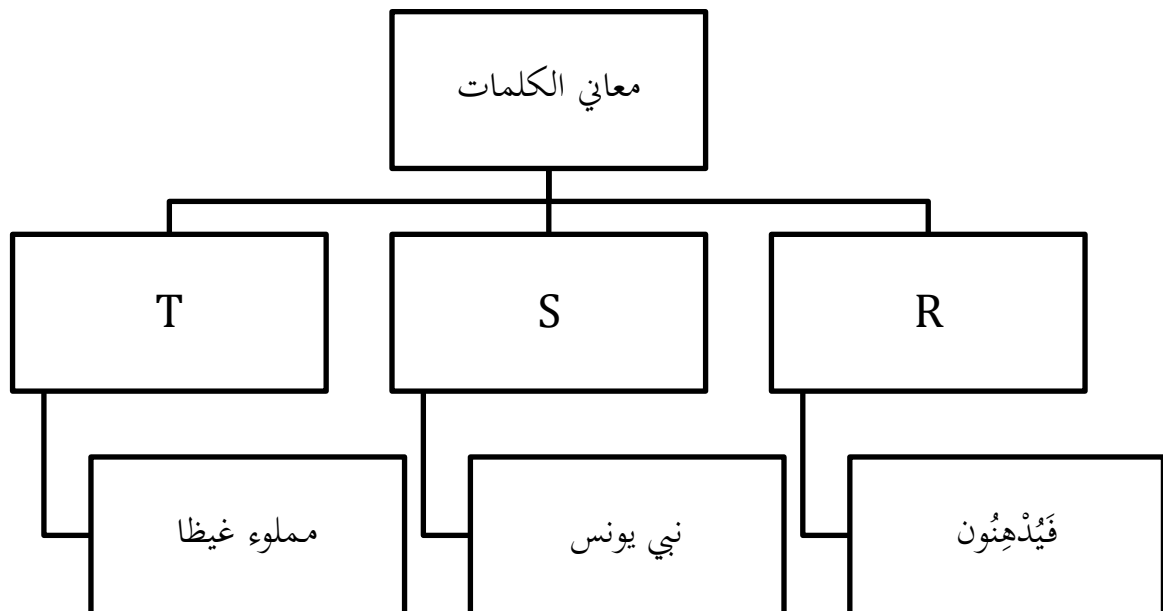 معاني الكلمات
R
S
T
فَيُدْهِنُون
نبي يونس
مملوء غيظا